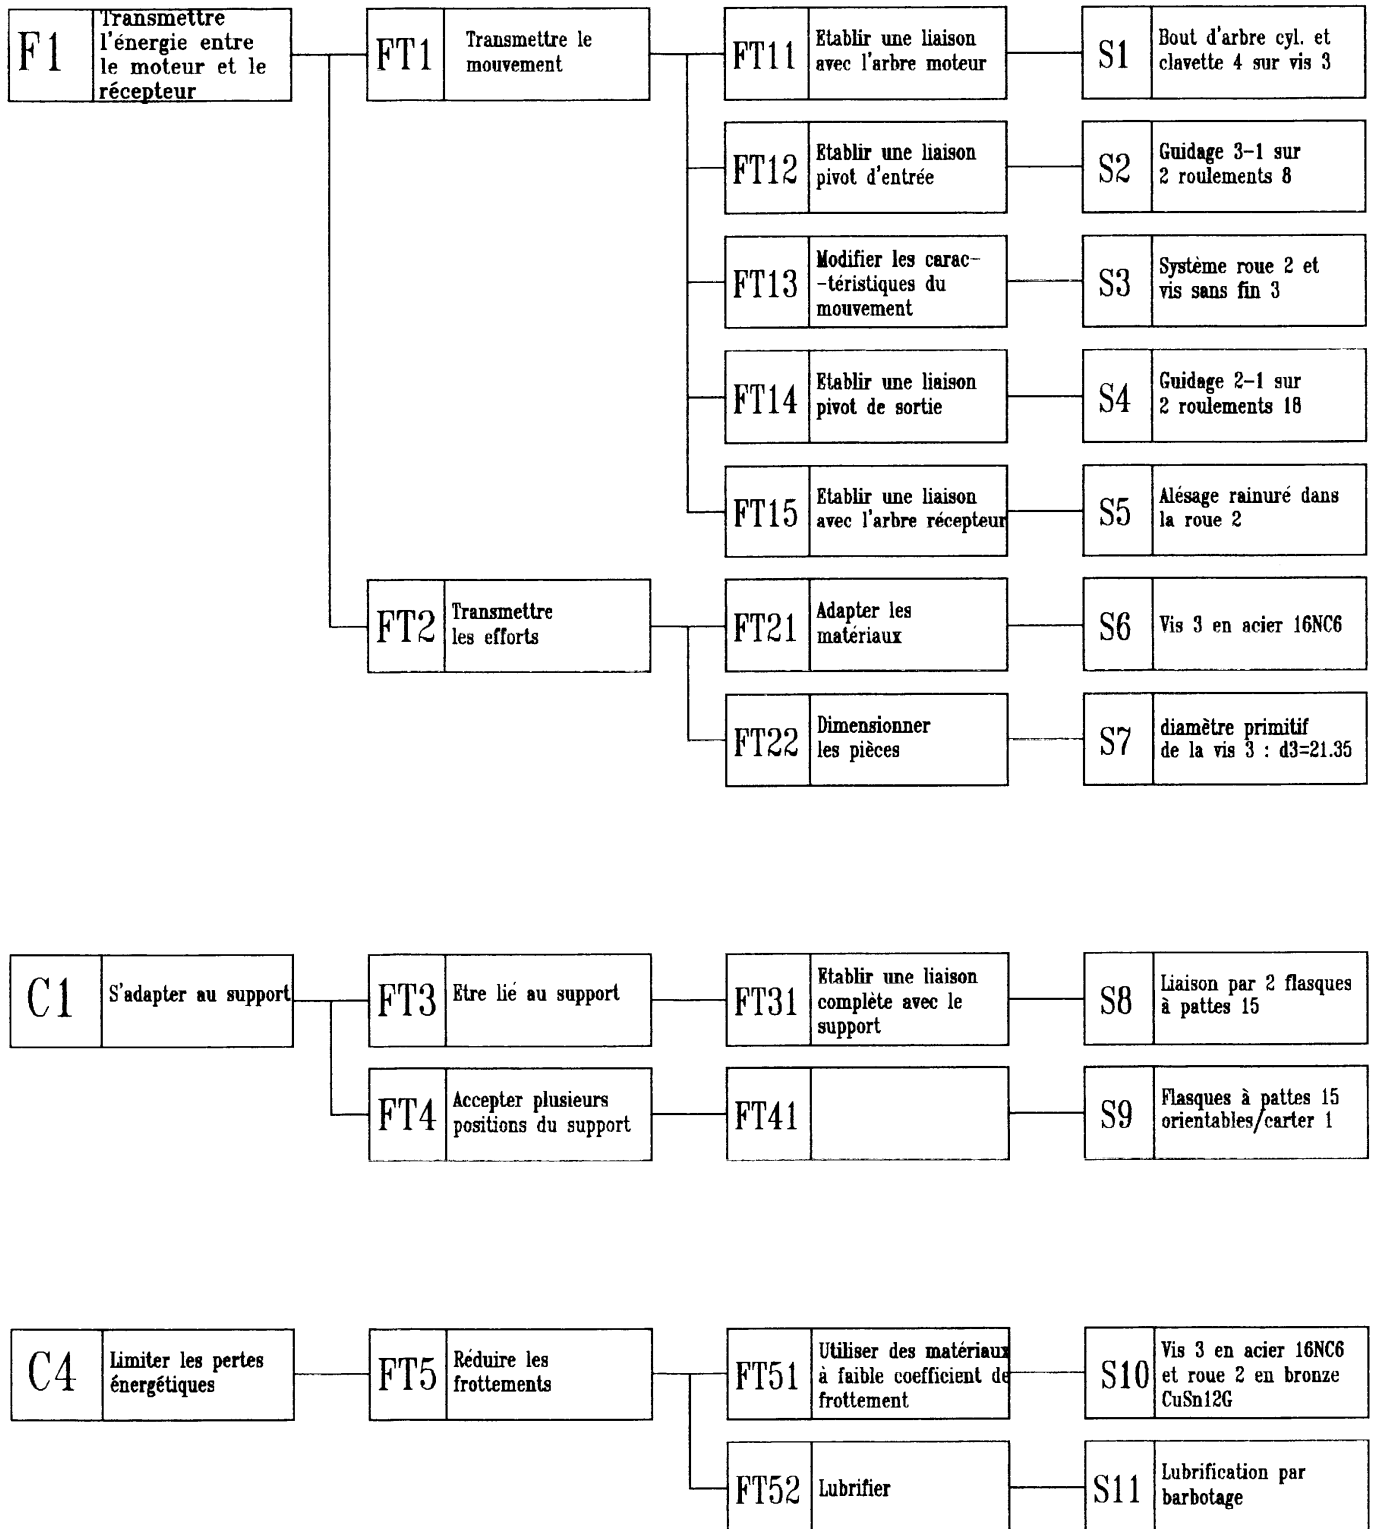 F1
Transmettre
l'énergie entre
le moteur et le
récepteur
FT1
Transmettre le
mouvement
FT11
Etablir une liaison
avec l'arbre moteur
S1
Bout d'arbre cyl. et
clavette 4 sur vis 3
FT12
Etablir une liaison
pivot d'entrée
S2
Guidage 3-1 sur
2 roulements 8
FT13
Modifier les carac-
-téristiques du
mouvement
S3
Système roue 2 et
vis sans fin 3
FT14
Etablir une liaison
pivot de sortie
S4
Guidage 2-1 sur
2 roulements 18
FT15
Etablir une liaison
avec l'arbre récepteur
S5
Alésage rainuré dans
la roue 2
FT2
Transmettre
les efforts
FT21
Adapter les
matériaux
S6
Vis 3 en acier 16NC6
FT22
Dimensionner
les pièces
S7
diamètre primitif
de la vis 3 : d3=21.35
C1
S'adapter au support
FT3
Etre lié au support
FT31
Etablir une liaison
complète avec le
support
S8
Liaison par 2 flasques
à pattes 15
FT4
Accepter plusieurs
positions du support
FT41
S9
Flasques à pattes 15
orientables/carter 1
C4
Limiter les pertes
énergétiques
FT5
Réduire les
frottements
FT51
Utiliser des matériaux
à faible coefficient de
frottement
S10
Vis 3 en acier 16NC6
et roue 2 en bronze
CuSn12G
FT52
Lubrifier
S11
Lubrification par
barbotage